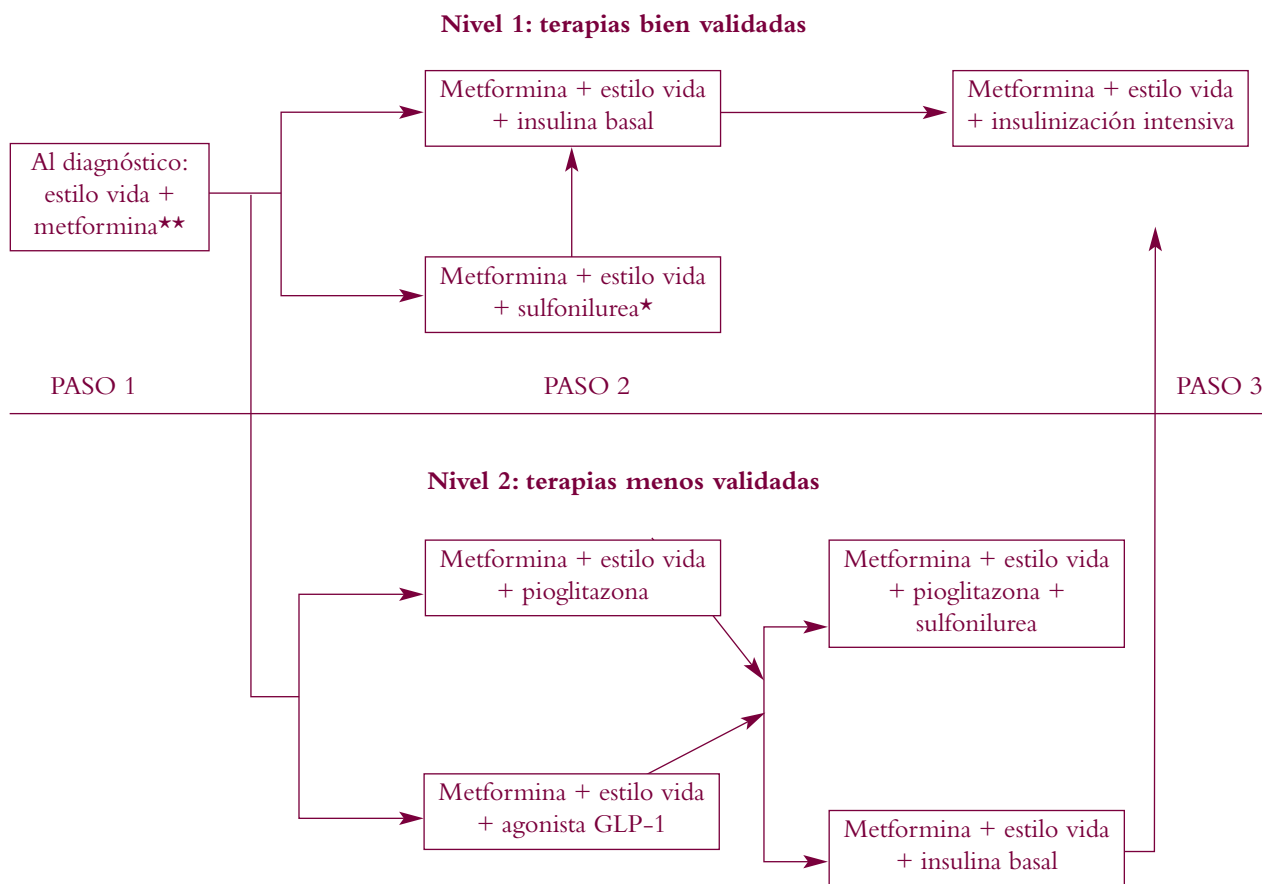 Nivel 1: terapias bien validadas
Metformina + estilo vida
+ insulina basal
Metformina + estilo vida
+ insulinización intensiva
Al diagnóstico:
estilo vida +
metformina★★
Metformina + estilo vida
+ sulfonilurea★
PASO 1
PASO 2
PASO 3
Nivel 2: terapias menos validadas
Metformina + estilo vida
+ pioglitazona
Metformina + estilo vida
+ pioglitazona +
sulfonilurea
Metformina + estilo vida
+ agonista GLP-1
Metformina + estilo vida
+ insulina basal